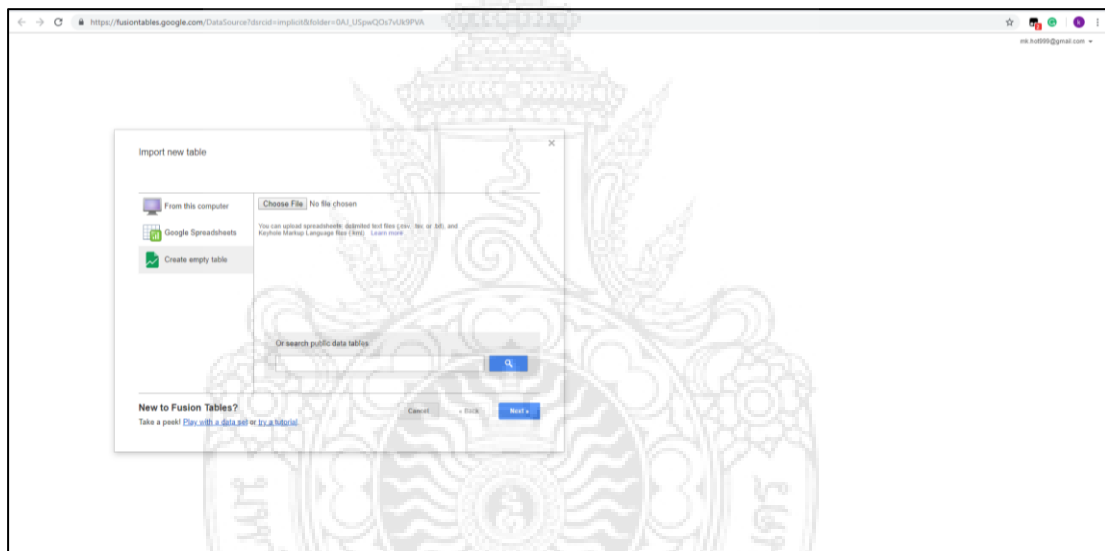 https://fusiontables.google.com/DataSource?dsrcid=implicit&folder=0AJ_USpwQOs7vUk9PVA
Import new table
From this computer
Choose File No file chosen
Google Spreadsheets
You can upload spreadsheets, delimited text files (.csv, .tsv, or .txt), and
Keyhole Markup Language files (.kml). Learn more
Create empty table
Or search public data tables
New to Fusion Tables?
Take a peek! Play with a data set or try a tutorial.
Cancel
« Back
Next »